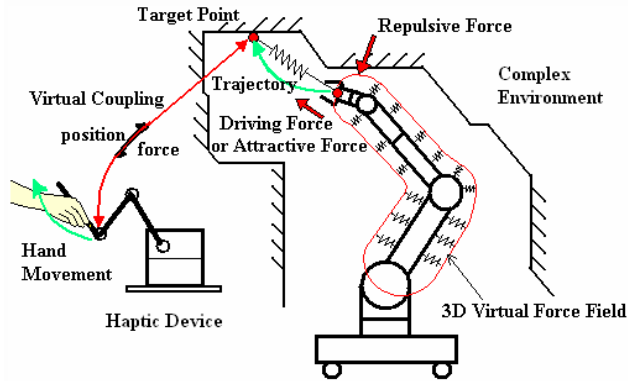 Target Point
Repulsive Force
Complex
Environment
Trajectory
Virtual Coupling
position
force
Driving Force
or Attractive Force
Hand
Movement
3D Virtual Force Field
Haptic Device